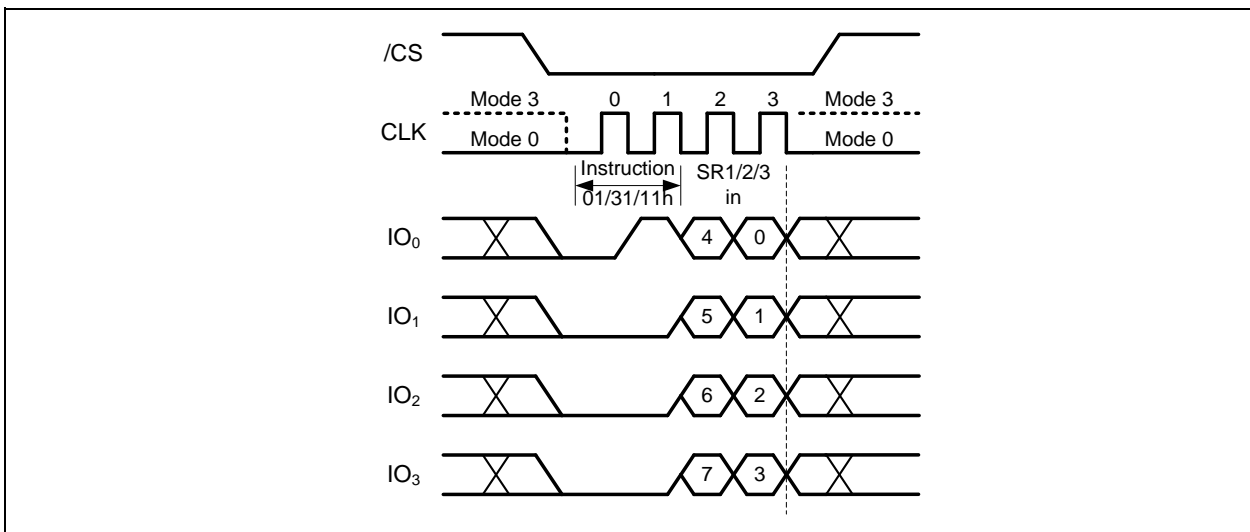 /CS
Mode 3 0 1 2 3 Mode 3
CLK
Mode 0 Mode 0
Instruction SR1/2/3
01/31/11h in
IO₀ 4 0
IO₁ 5 1
IO₂ 6 2
IO₃ 7 3